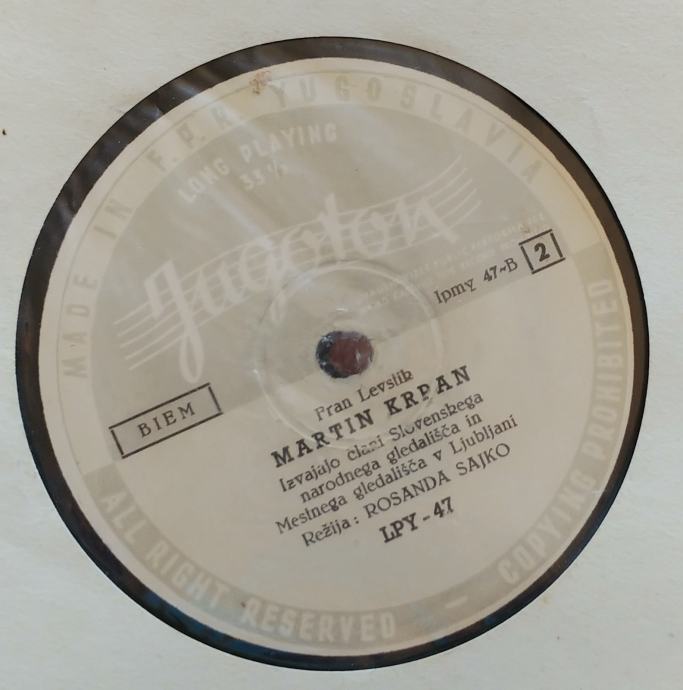 MADE IN F.P.R. YUGOSLAVIA
LONG PLAYING
33⅓
Jugoton
lpmy 47-B 2
BIEM
Fran Levstik
MARTIN KRPAN
Izvajajo člani Slovenskega
narodnega gledališča in
Mestnega gledališča v Ljubljani
Režija: ROSANDA SAJKO
LPY-47
ALL RIGHT RESERVED — COPYING PROHIBITED